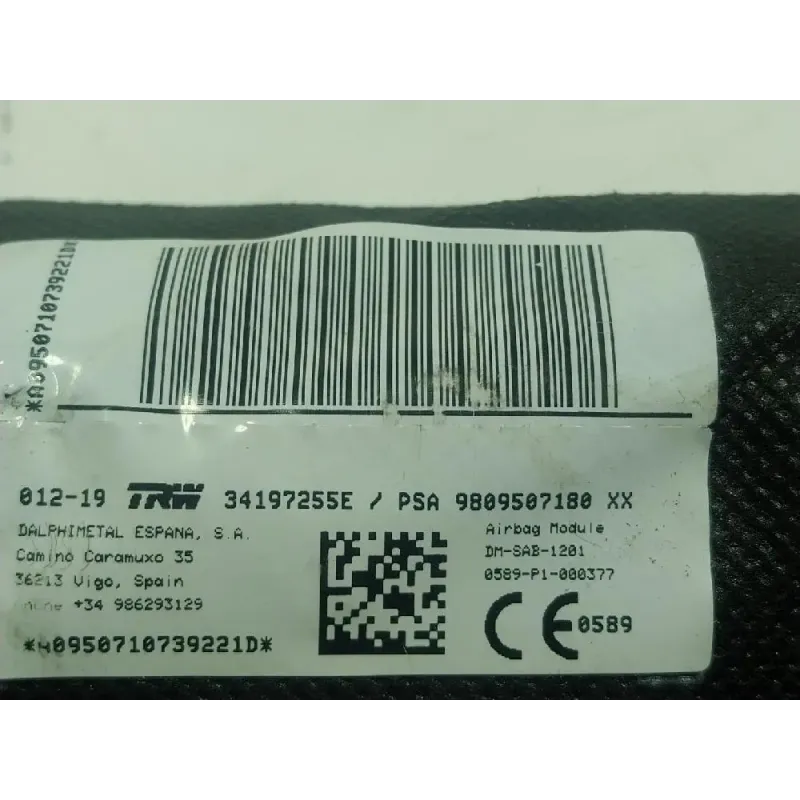 *A0950710739221D*
012-19 TRW 34197255E / PSA 9809507180 XX
DALPHIMETAL ESPANA, S.A.
Camino Caramuxo 35
36213 Vigo, Spain
+34 986293129
*A0950710739221D*
Airbag Module
DM-SAB-1201
0589-P1-000377
CE 0589